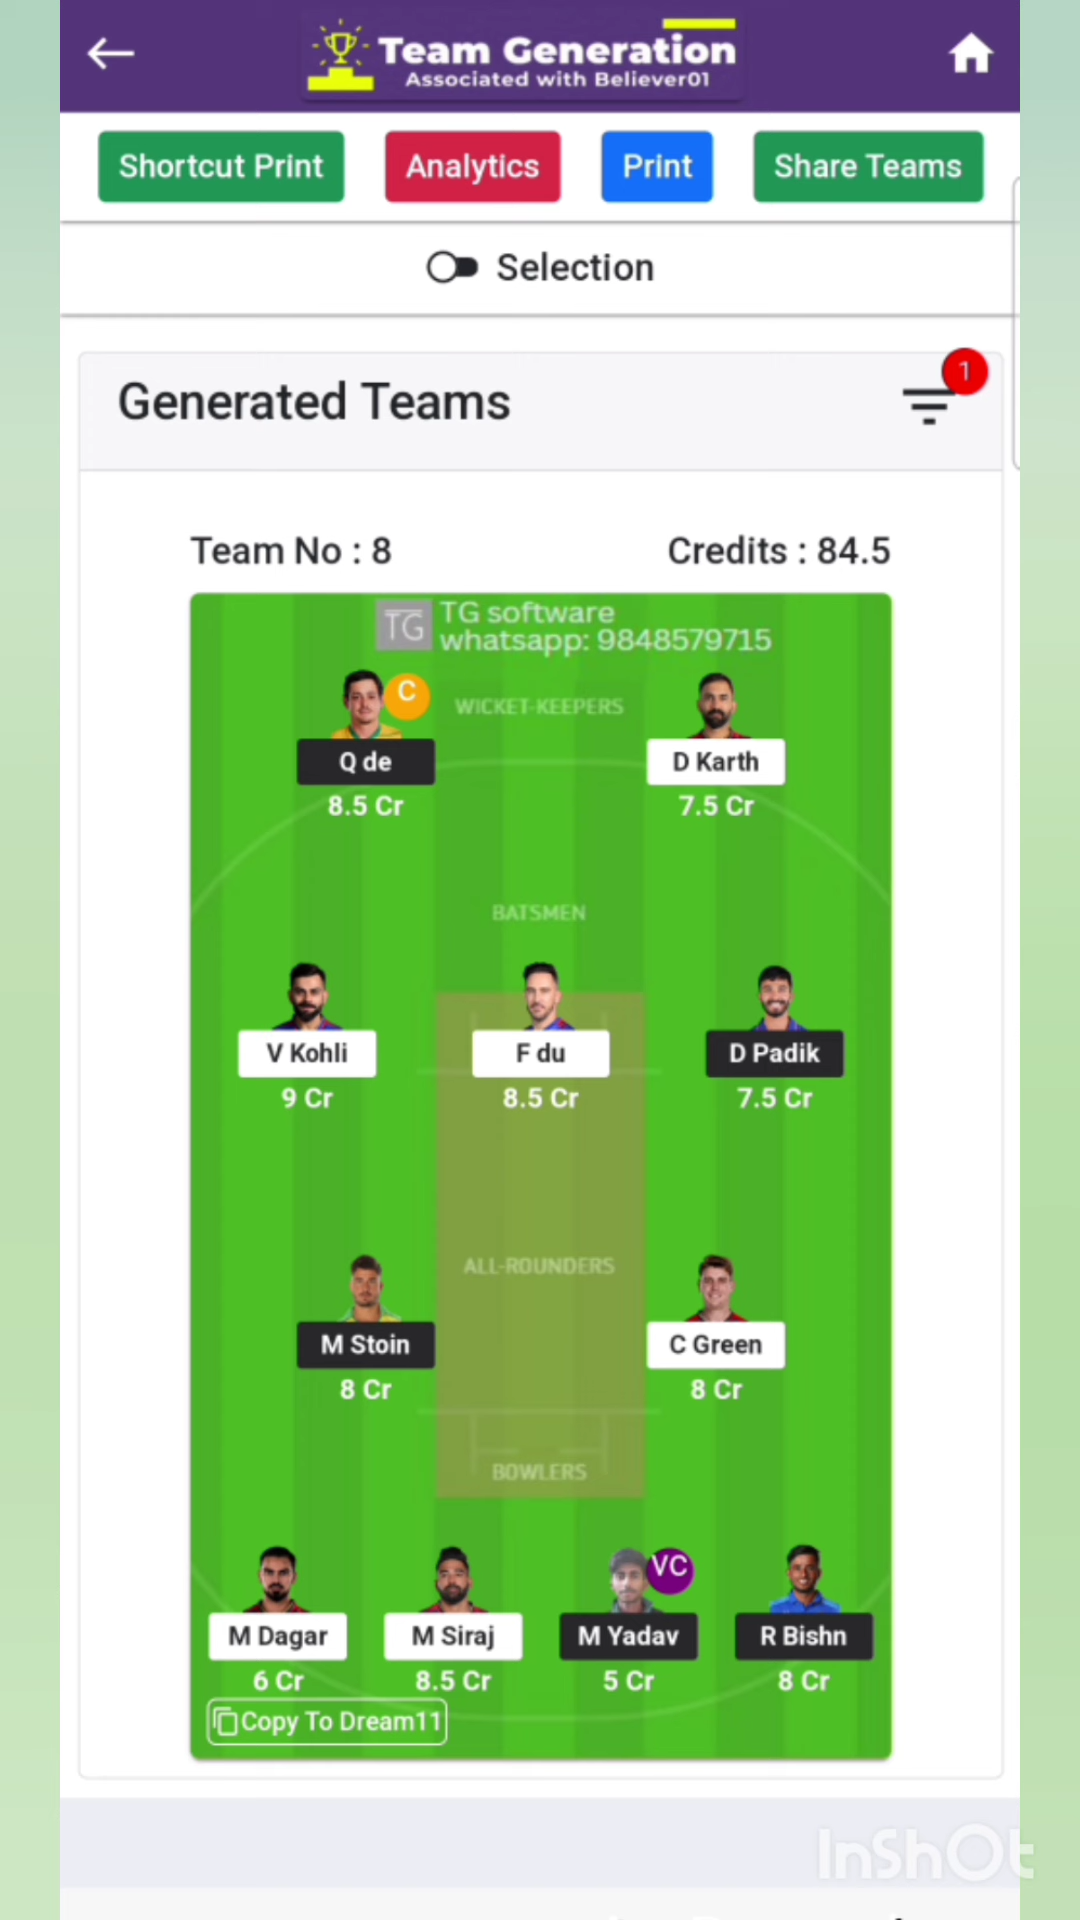 Team Generation
Associated with Believer01
Shortcut Print
Analytics
Print
Share Teams
Selection
Generated Teams
1
Team No : 8
Credits : 84.5
TG
TG software
whatsapp: 9848579715
C
WICKET-KEEPERS
Q de
D Karth
8.5 Cr
7.5 Cr
BATSMEN
V Kohli
F du
D Padik
9 Cr
8.5 Cr
7.5 Cr
ALL-ROUNDERS
M Stoin
C Green
8 Cr
8 Cr
BOWLERS
VC
M Dagar
M Siraj
M Yadav
R Bishn
6 Cr
8.5 Cr
5 Cr
8 Cr
Copy To Dream11
InShOt